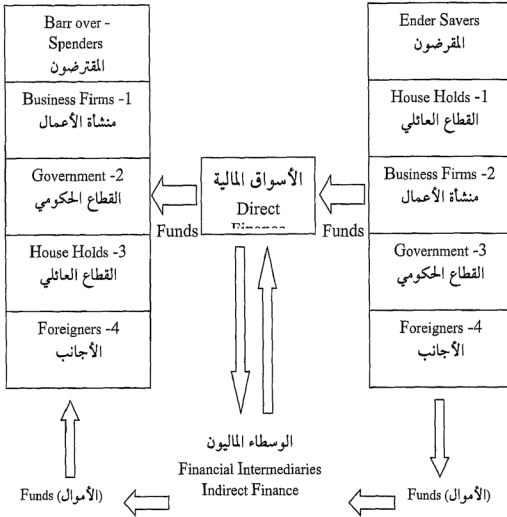 Barr over -
Spenders
المقترضون
Business Firms -1
منشأة الأعمال
Government -2
القطاع الحكومي
House Holds -3
القطاع العائلي
Foreigners -4
الأجانب
Funds
الأسواق المالية
Direct
Finance
Funds
Ender Savers
المقرضون
House Holds -1
القطاع العائلي
Business Firms -2
منشأة الأعمال
Government -3
القطاع الحكومي
Foreigners -4
الأجانب
الوسطاء الماليون
Financial Intermediaries
Indirect Finance
Funds (الأموال)
Funds (الأموال)